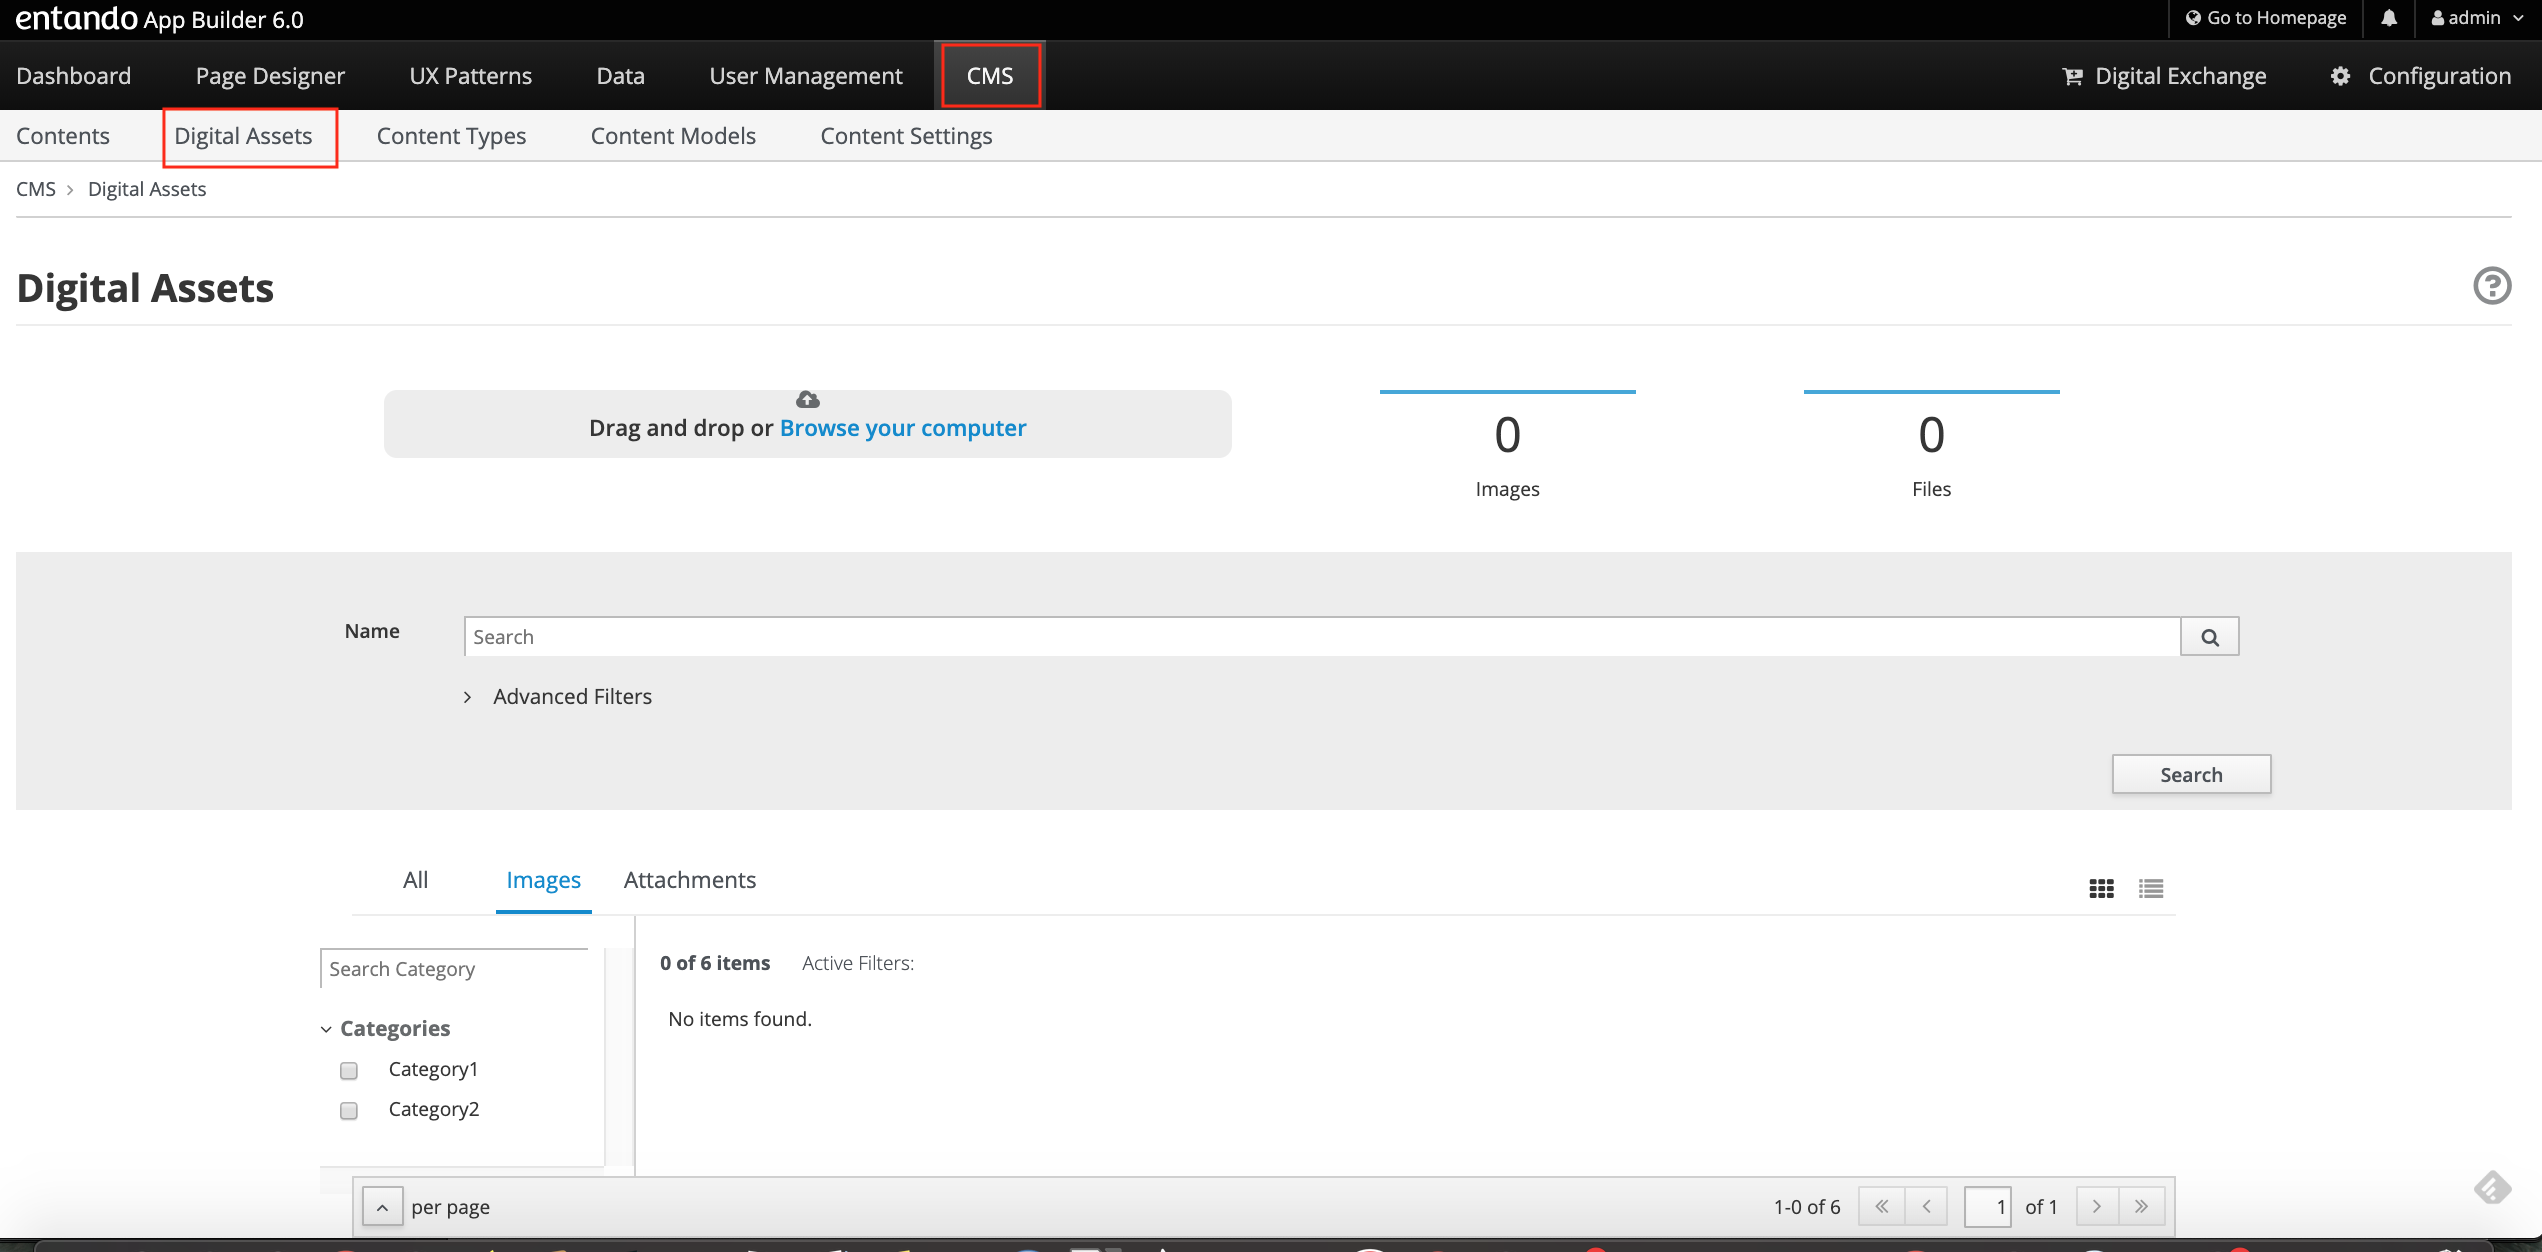 entando App Builder 6.0
Go to Homepage
admin
Dashboard
Page Designer
UX Patterns
Data
User Management
CMS
Digital Exchange
Configuration
Contents
Digital Assets
Content Types
Content Models
Content Settings
CMS > Digital Assets
Digital Assets
Drag and drop or Browse your computer
0
Images
0
Files
Name
Search
Advanced Filters
Search
All
Images
Attachments
Search Category
0 of 6 items
Active Filters:
No items found.
Categories
Category1
Category2
per page
1-0 of 6
1
of 1